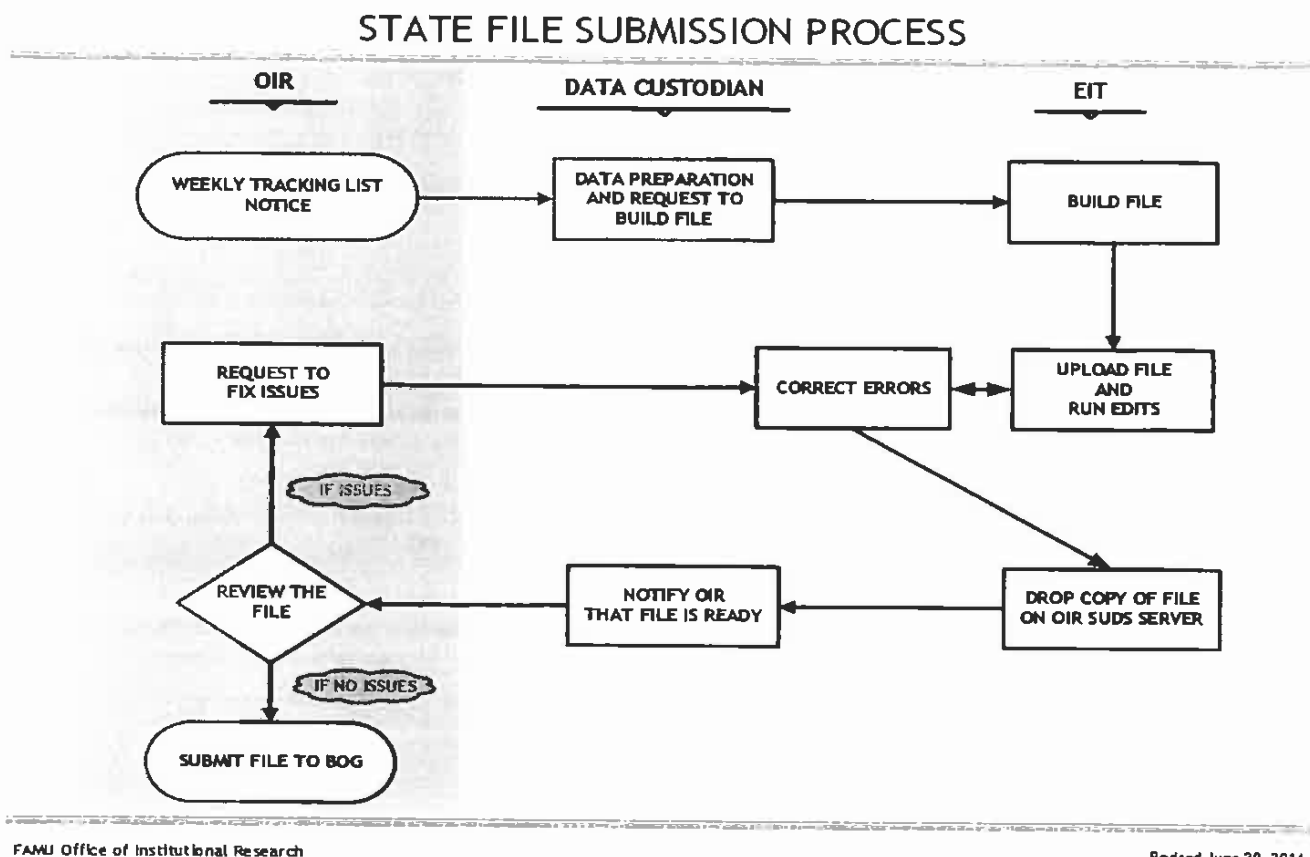 STATE FILE SUBMISSION PROCESS
OIR
DATA CUSTODIAN
EIT
WEEKLY TRACKING LIST
NOTICE
DATA PREPARATION
AND REQUEST TO
BUILD FILE
BUILD FILE
REQUEST TO
FIX ISSUES
CORRECT ERRORS
UPLOAD FILE
AND
RUN EDITS
IF ISSUES
REVIEW THE
FILE
NOTIFY OIR
THAT FILE IS READY
DROP COPY OF FILE
ON OIR SUDS SERVER
IF NO ISSUES
SUBMIT FILE TO BOG
FAMU Office of Institutional Research
June